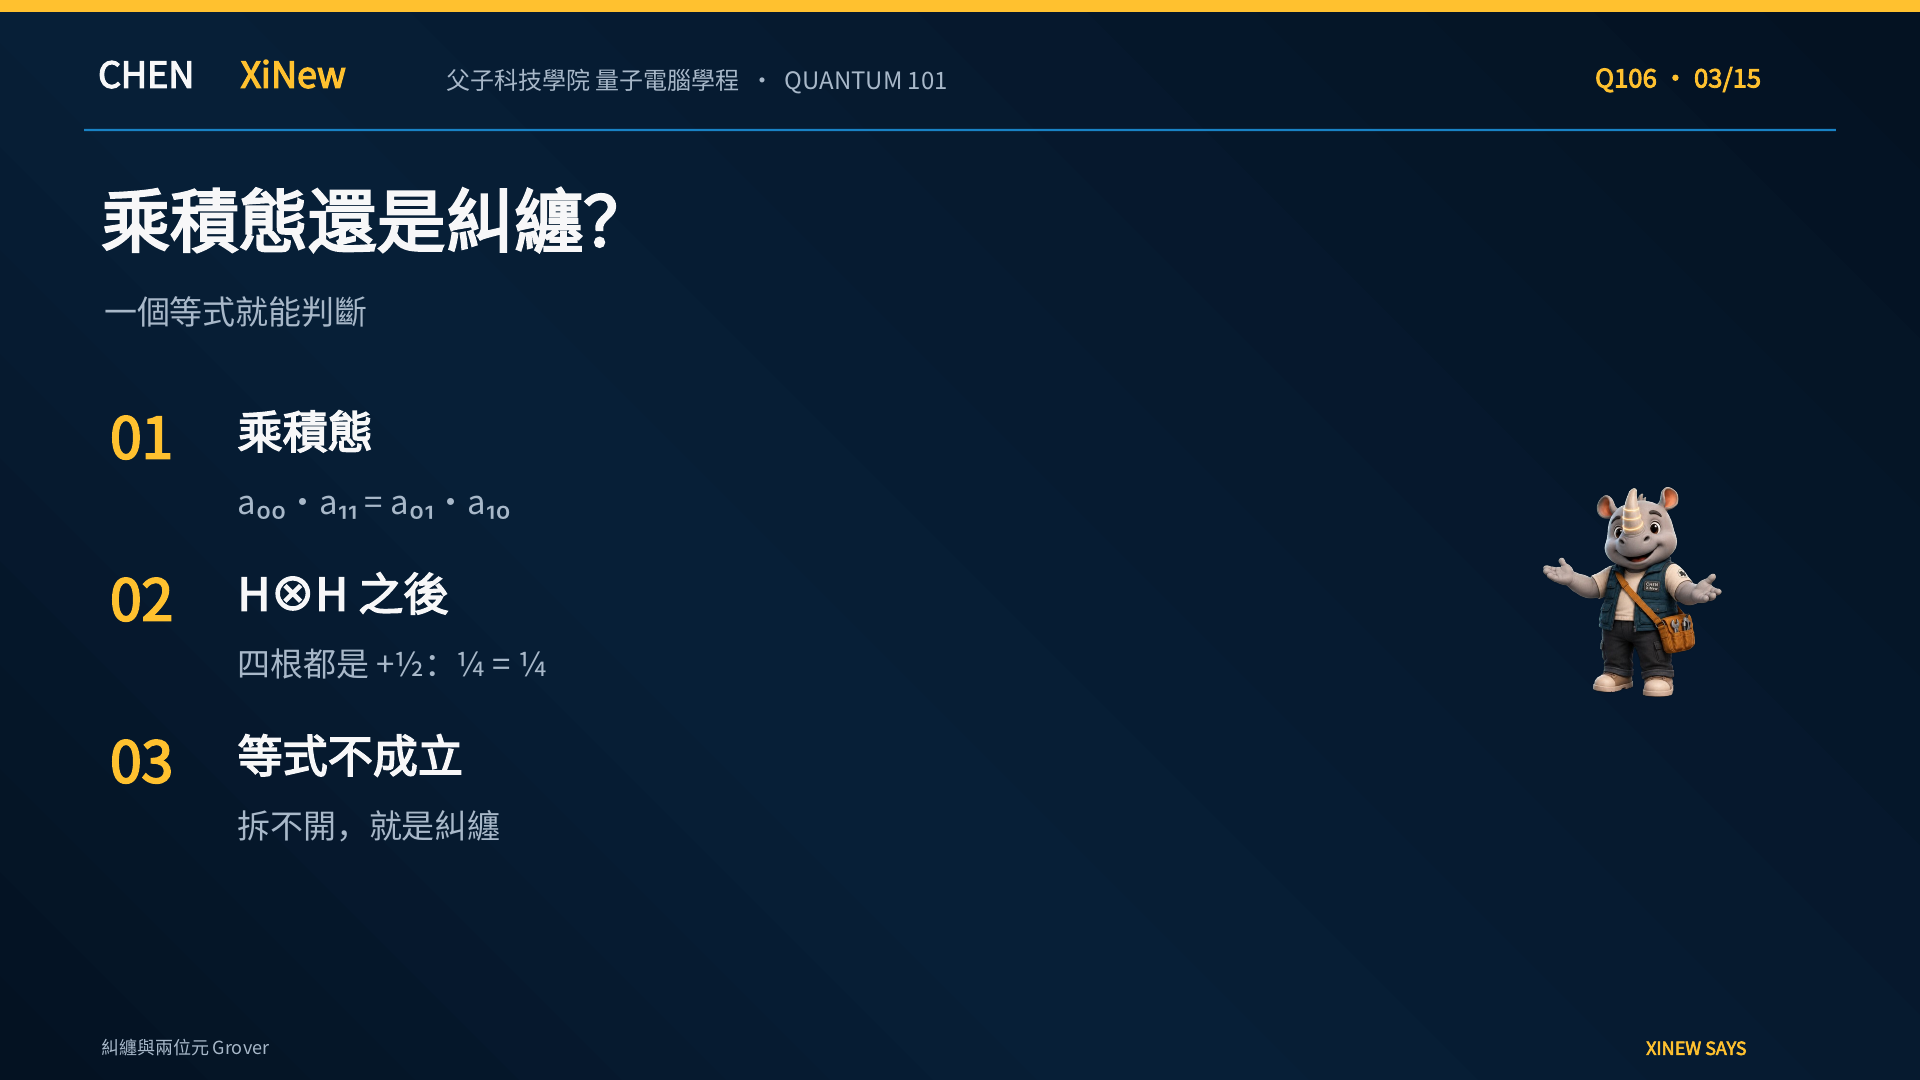 CHEN XiNew 父子科技學院 量子電腦學程 · QUANTUM 101 Q106 · 03/15
乘積態還是糾纏？
一個等式就能判斷
01 乘積態
a₀₀・a₁₁ = a₀₁・a₁₀
02 H⊗H 之後
四根都是 +½：¼ = ¼
03 等式不成立
拆不開，就是糾纏
糾纏與兩位元 Grover
XINEW SAYS